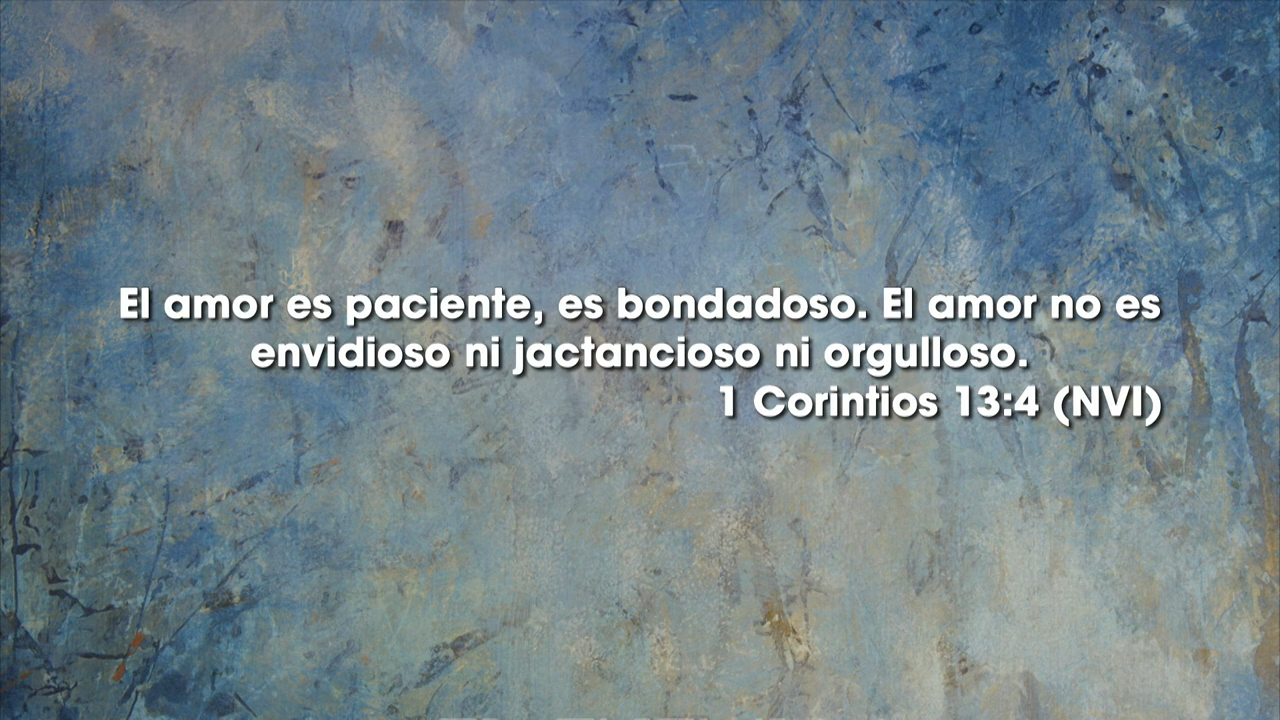 El amor es paciente, es bondadoso. El amor no es
envidioso ni jactancioso ni orgulloso.
1 Corintios 13:4 (NVI)